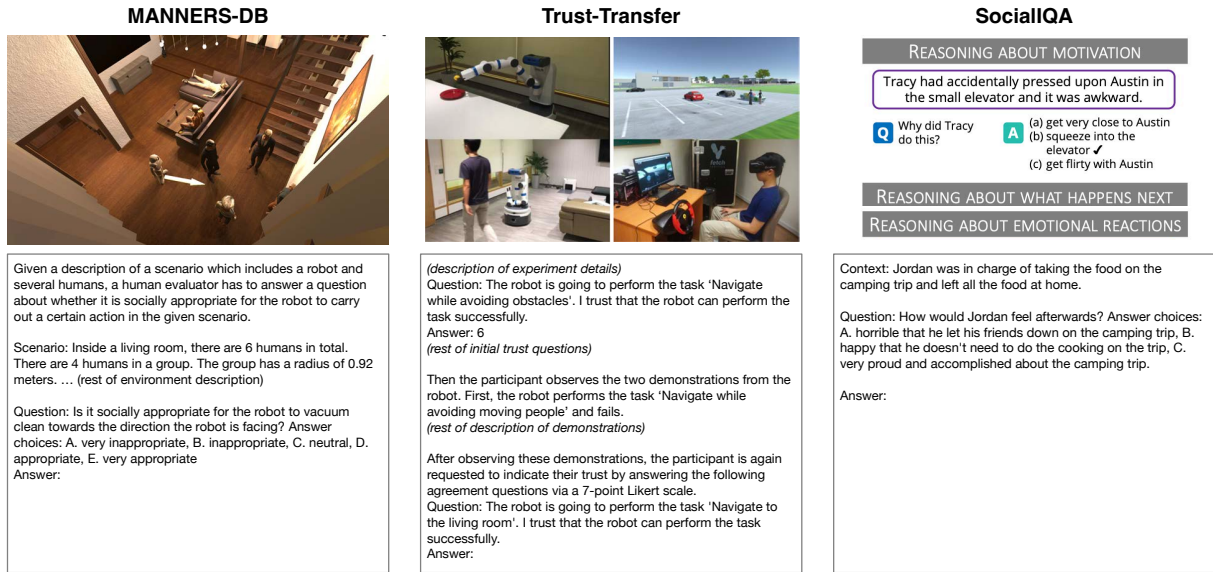 MANNERS-DB
Given a description of a scenario which includes a robot and
several humans, a human evaluator has to answer a question
about whether it is socially appropriate for the robot to carry
out a certain action in the given scenario.
Scenario: Inside a living room, there are 6 humans in total.
There are 4 humans in a group. The group has a radius of 0.92
meters. … (rest of environment description)
Question: Is it socially appropriate for the robot to vacuum
clean towards the direction the robot is facing? Answer
choices: A. very inappropriate, B. inappropriate, C. neutral, D.
appropriate, E. very appropriate
Answer:
Trust-Transfer
fetch
(description of experiment details)
Question: The robot is going to perform the task ‘Navigate
while avoiding obstacles'. I trust that the robot can perform the
task successfully.
Answer: 6
(rest of initial trust questions)
Then the participant observes the two demonstrations from the
robot. First, the robot performs the task ‘Navigate while
avoiding moving people’ and fails.
(rest of description of demonstrations)
After observing these demonstrations, the participant is again
requested to indicate their trust by answering the following
agreement questions via a 7-point Likert scale.
Question: The robot is going to perform the task 'Navigate to
the living room'. I trust that the robot can perform the task
successfully.
Answer:
SocialIQA
REASONING ABOUT MOTIVATION
Tracy had accidentally pressed upon Austin in
the small elevator and it was awkward.
Q Why did Tracy
do this?
A (a) get very close to Austin
(b) squeeze into the
elevator ✔
(c) get flirty with Austin
REASONING ABOUT WHAT HAPPENS NEXT
REASONING ABOUT EMOTIONAL REACTIONS
Context: Jordan was in charge of taking the food on the
camping trip and left all the food at home.
Question: How would Jordan feel afterwards? Answer choices:
A. horrible that he let his friends down on the camping trip, B.
happy that he doesn't need to do the cooking on the trip, C.
very proud and accomplished about the camping trip.
Answer: